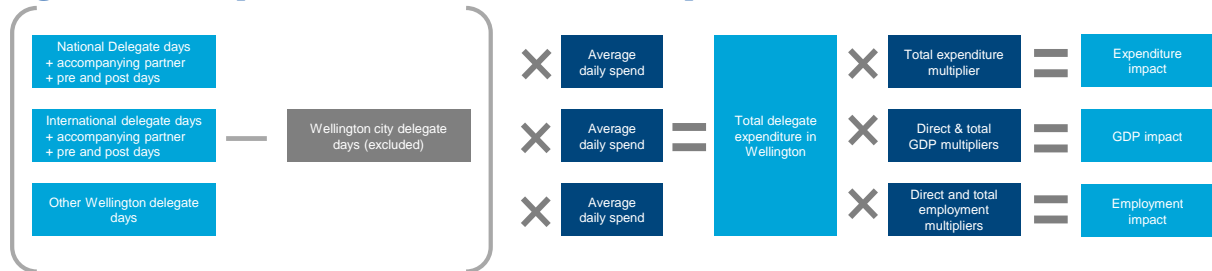 National Delegate days
+ accompanying partner
+ pre and post days
International delegate days
+ accompanying partner
+ pre and post days
Other Wellington delegate
days
Wellington city delegate
days (excluded)
Average
daily spend
Average
daily spend
Average
daily spend
Total delegate
expenditure in
Wellington
Total expenditure
multiplier
Direct & total
GDP multipliers
Direct and total
employment
multipliers
Expenditure
impact
GDP impact
Employment
impact